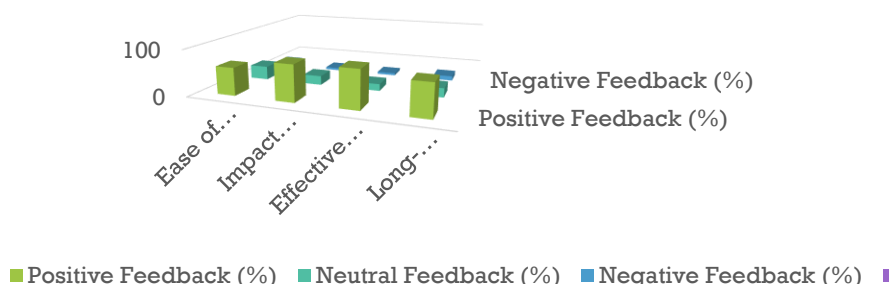 100
0
Negative Feedback (%)
Positive Feedback (%)
Ease of...
Impact...
Effective...
Long-...
Positive Feedback (%) Neutral Feedback (%) Negative Feedback (%)